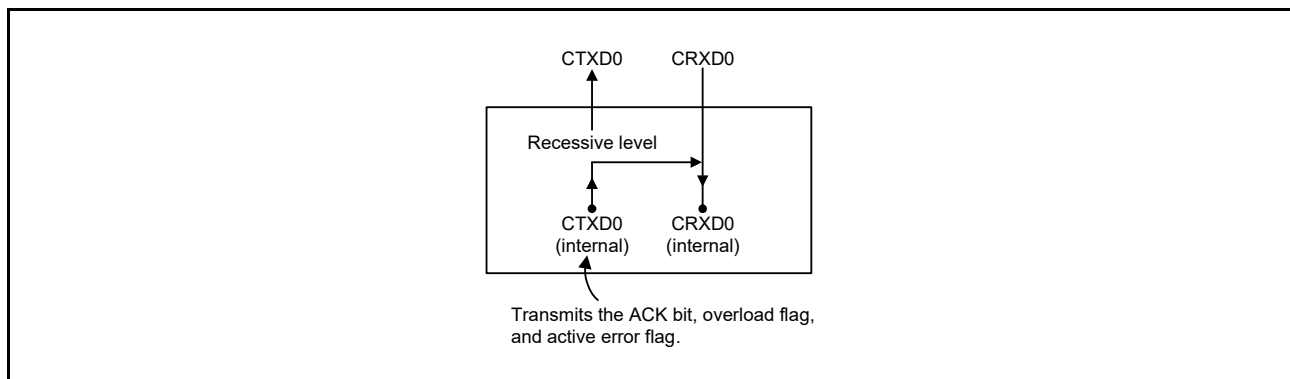 CTXD0
CRXD0
Recessive level
CTXD0
(internal)
CRXD0
(internal)
Transmits the ACK bit, overload flag,
and active error flag.